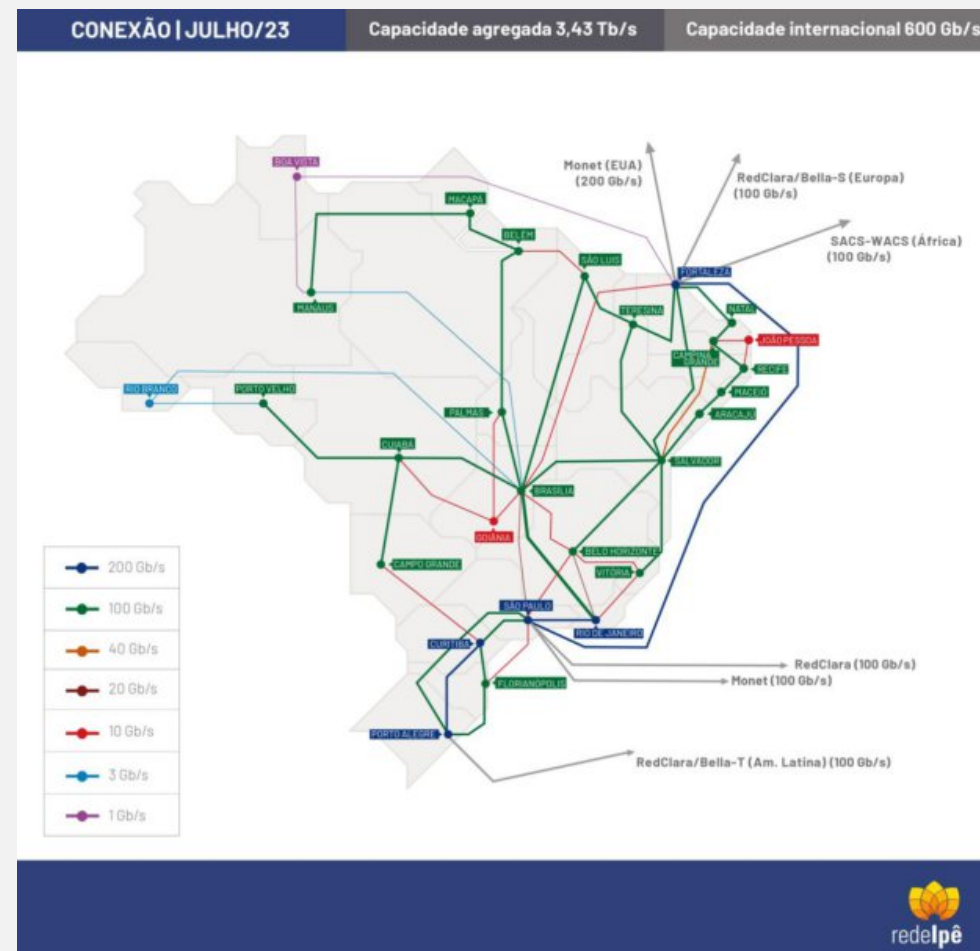 CONEXÃO | JULHO/23
Capacidade agregada 3,43 Tb/s
Capacidade internacional 600 Gb/s
Monet (EUA)
(200 Gb/s)
RedClara/Bella-S (Europa)
(100 Gb/s)
SACS-WACS (África)
(100 Gb/s)
BOA VISTA
MACAPÁ
BELÉM
SÃO LUIS
FORTALEZA
MANAUS
TERESINA
NATAL
CAMPINA
GRANDE
JOÃO PESSOA
RECIFE
MACEIÓ
ARACAJÚ
RIO BRANCO
PORTO VELHO
PALMAS
CUIABÁ
SALVADOR
BRASÍLIA
GOIÂNIA
BELO HORIZONTE
CAMPO GRANDE
VITÓRIA
SÃO PAULO
RIO DE JANEIRO
CURITIBA
FLORIANÓPOLIS
PORTO ALEGRE
RedClara (100 Gb/s)
Monet (100 Gb/s)
RedClara/Bella-T (Am. Latina) (100 Gb/s)
200 Gb/s
100 Gb/s
40 Gb/s
20 Gb/s
10 Gb/s
3 Gb/s
1 Gb/s
redeIpê